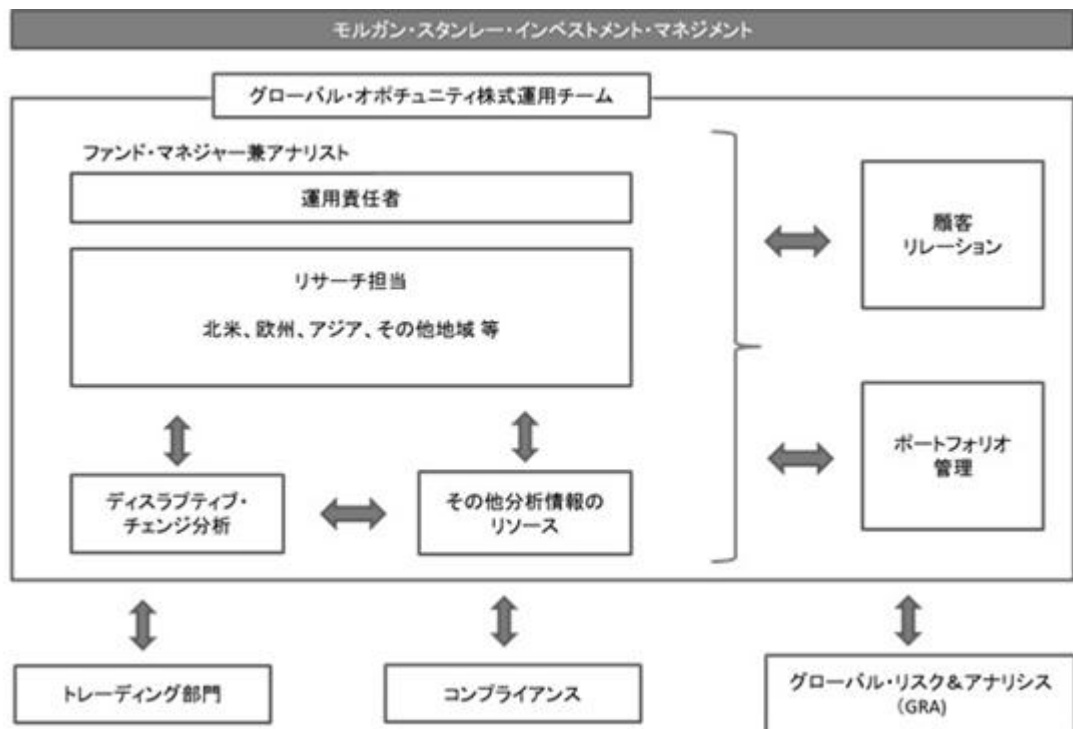 モルガン・スタンレー・インベストメント・マネジメント
グローバル・オポチュニティ株式運用チーム
ファンド・マネジャー兼アナリスト
運用責任者
リサーチ担当
北米、欧州、アジア、その他地域 等
顧客
リレーション
ディスラプティブ・
チェンジ分析
その他分析情報の
リソース
ポートフォリオ
管理
トレーディング部門
コンプライアンス
グローバル・リスク&アナリシス
(GRA)